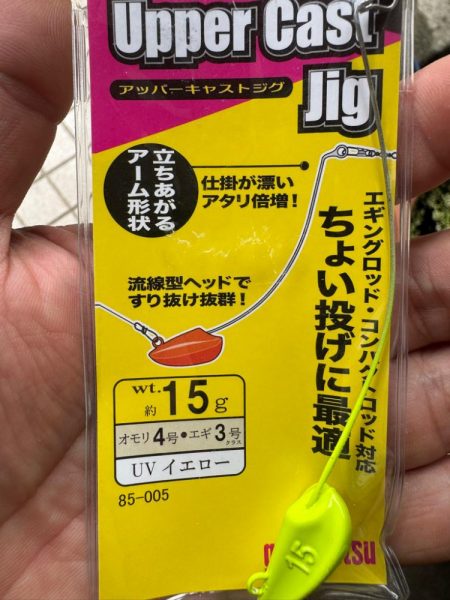 Upper Cast
Jig
アッパーキャストジグ
立ちあがる
アーム形状
仕掛が漂い
アタリ倍増!
エギングロッド・コンパクトロッド対応
ちょい投げに最適
流線型ヘッドで
すり抜け抜群!
wt.
約15g
オモリ4号・エギ3号クラス
UVイエロー
85-005
15